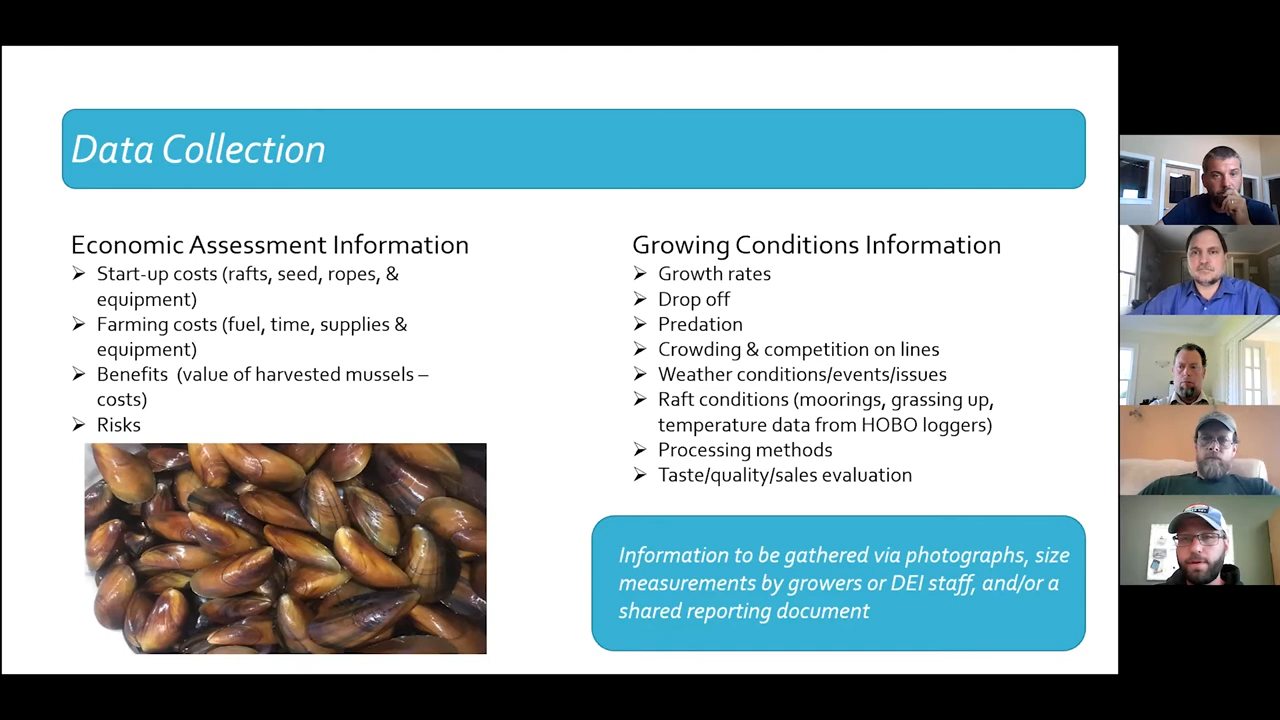 Data Collection
Economic Assessment Information
Start-up costs (rafts, seed, ropes, &
equipment)
Farming costs (fuel, time, supplies &
equipment)
Benefits (value of harvested mussels –
costs)
Risks
Growing Conditions Information
Growth rates
Drop off
Predation
Crowding & competition on lines
Weather conditions/events/issues
Raft conditions (moorings, grassing up,
temperature data from HOBO loggers)
Processing methods
Taste/quality/sales evaluation
Information to be gathered via photographs, size
measurements by growers or DEI staff, and/or a
shared reporting document